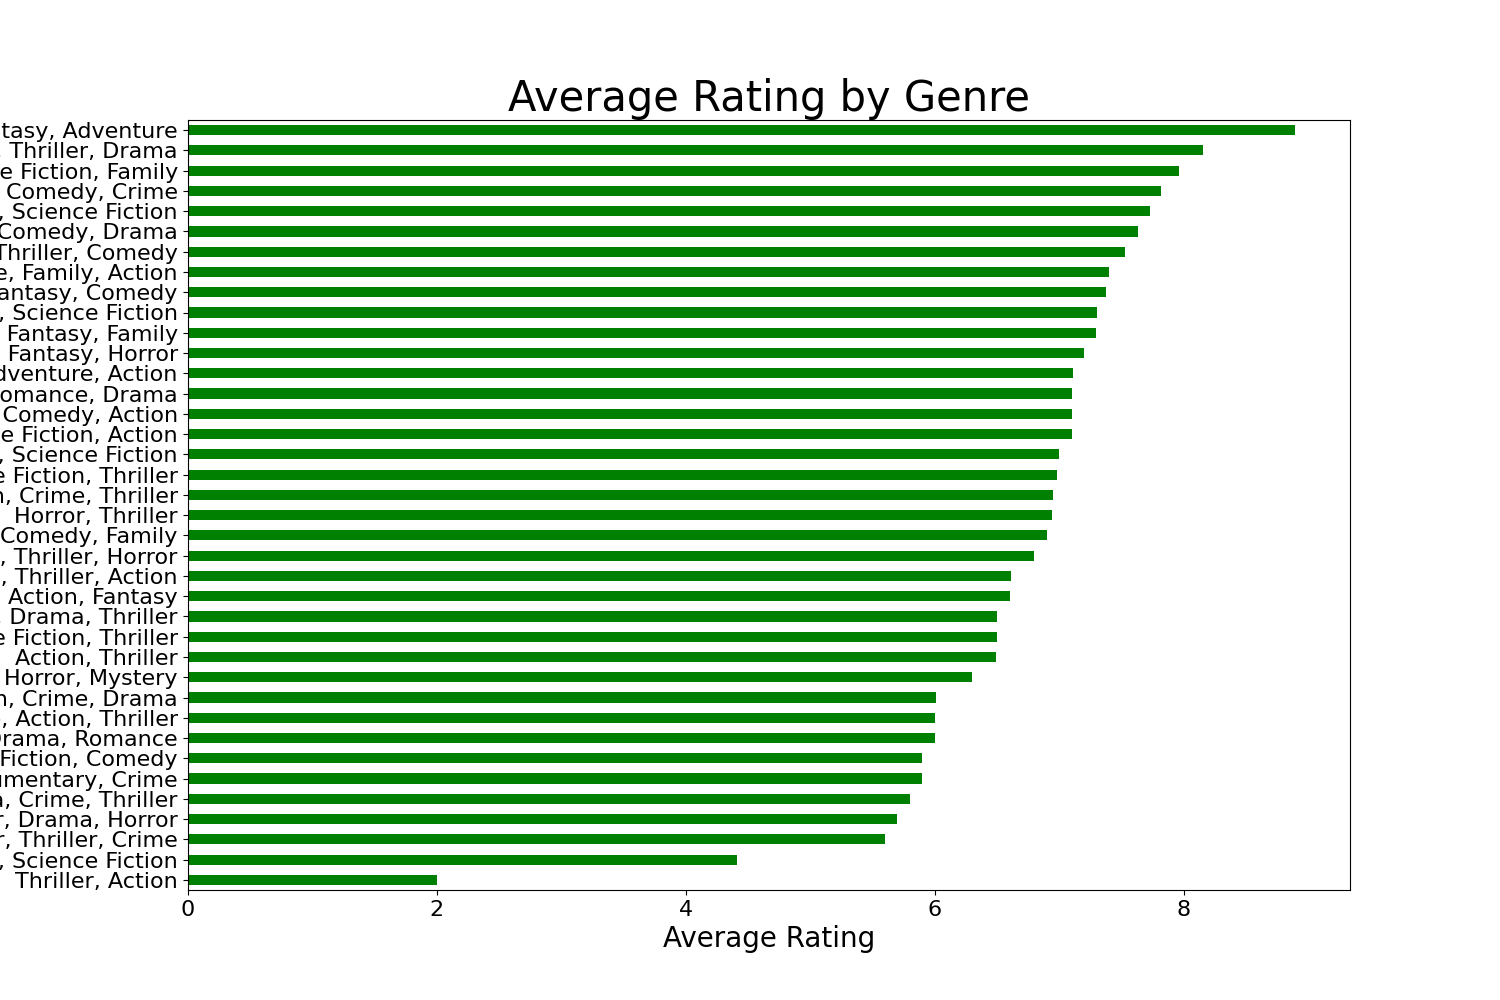 Average Rating by Genre
tasy, Adventure
, Thriller, Drama
e Fiction, Family
Comedy, Crime
, Science Fiction
Comedy, Drama
Thriller, Comedy
e, Family, Action
antasy, Comedy
, Science Fiction
Fantasy, Family
Fantasy, Horror
dventure, Action
omance, Drama
Comedy, Action
e Fiction, Action
, Science Fiction
e Fiction, Thriller
n, Crime, Thriller
Horror, Thriller
Comedy, Family
, Thriller, Horror
, Thriller, Action
Action, Fantasy
, Drama, Thriller
e Fiction, Thriller
Action, Thriller
Horror, Mystery
n, Crime, Drama
, Action, Thriller
Drama, Romance
Fiction, Comedy
umentary, Crime
a, Crime, Thriller
r, Drama, Horror
r, Thriller, Crime
, Science Fiction
Thriller, Action
0 2 4 6 8
Average Rating